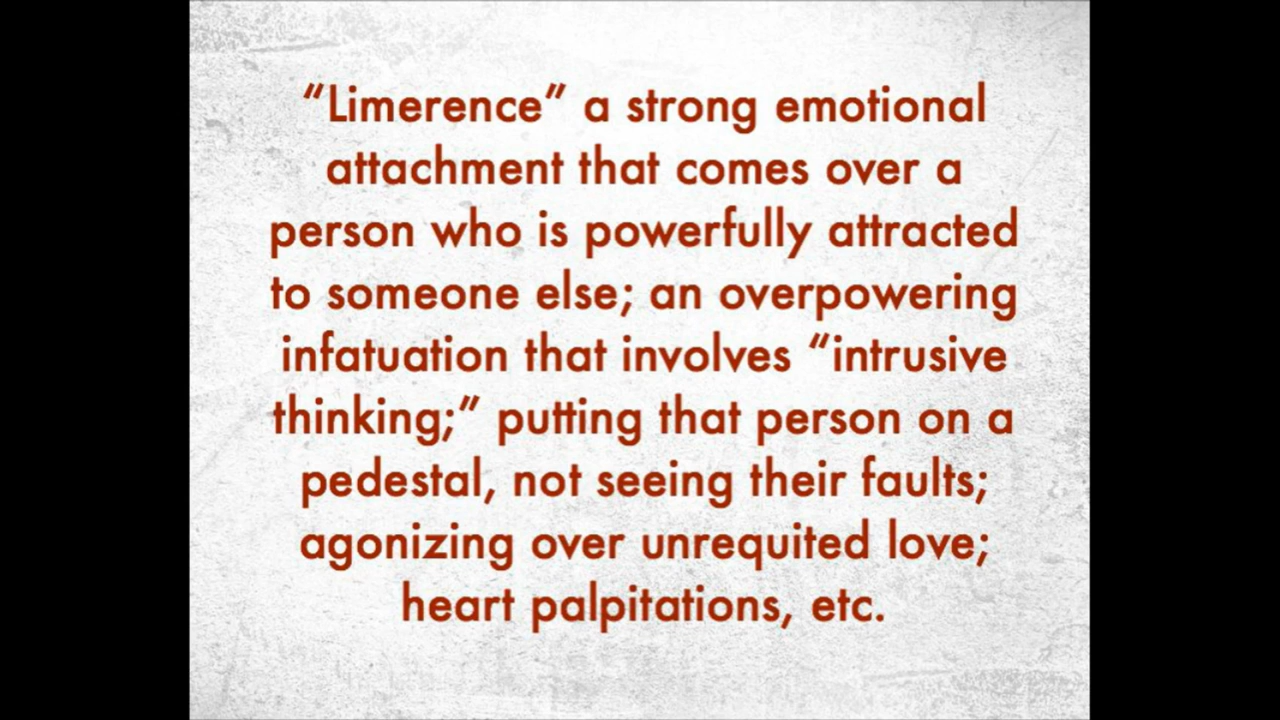 “Limerence” a strong emotional
attachment that comes over a
person who is powerfully attracted
to someone else; an overpowering
infatuation that involves “intrusive
thinking;” putting that person on a
pedestal, not seeing their faults;
agonizing over unrequited love;
heart palpitations, etc.